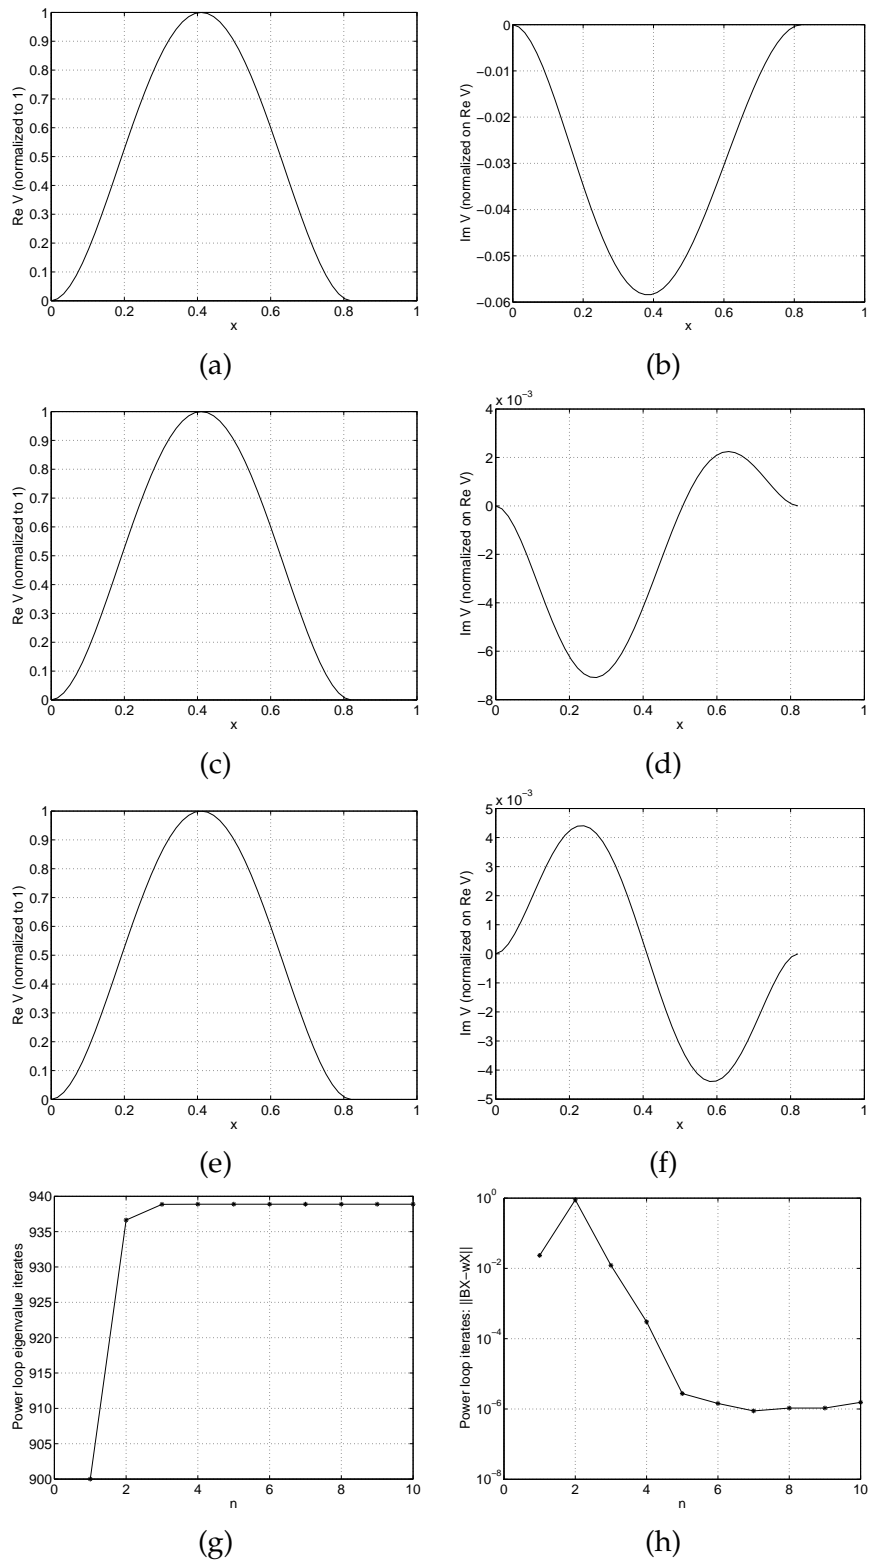 1
0.9
0.8
0.7
0.6
0.5
0.4
0.3
0.2
0.1
0
0 0.2 0.4 0.6 0.8 1
x
Re V (normalized to 1)
(a)
0
−0.01
−0.02
−0.03
−0.04
−0.05
−0.06
0 0.2 0.4 0.6 0.8 1
x
Im V (normalized on Re V)
(b)
1
0.9
0.8
0.7
0.6
0.5
0.4
0.3
0.2
0.1
0
0 0.2 0.4 0.6 0.8 1
x
Re V (normalized to 1)
(c)
x 10−3
4
2
0
−2
−4
−6
−8
0 0.2 0.4 0.6 0.8 1
x
Im V (normalized on Re V)
(d)
1
0.9
0.8
0.7
0.6
0.5
0.4
0.3
0.2
0.1
0
0 0.2 0.4 0.6 0.8 1
x
Re V (normalized to 1)
(e)
x 10−3
5
4
3
2
1
0
−1
−2
−3
−4
−5
0 0.2 0.4 0.6 0.8 1
x
Im V (normalized on Re V)
(f)
940
935
930
925
920
915
910
905
900
0 2 4 6 8 10
n
Power loop eigenvalue iterates
(g)
100
10−2
10−4
10−6
10−8
0 2 4 6 8 10
n
Power loop iterates: ||BX−wX||
(h)